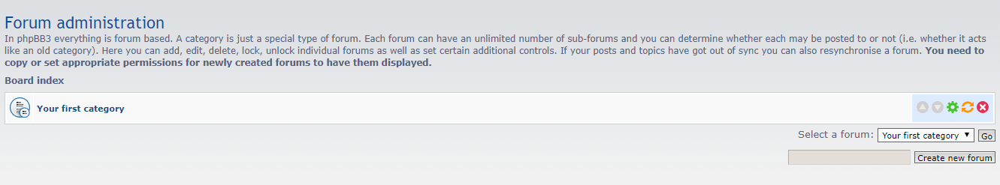 Forum administration
In phpBB3 everything is forum based. A category is just a special type of forum. Each forum can have an unlimited number of sub-forums and you can determine whether each may be posted to or not (i.e. whether it acts
like an old category). Here you can add, edit, delete, lock, unlock individual forums as well as set certain additional controls. If your posts and topics have got out of sync you can also resynchronise a forum. You need to
copy or set appropriate permissions for newly created forums to have them displayed.
Board index
Your first category
Select a forum: Your first category Go
Create new forum